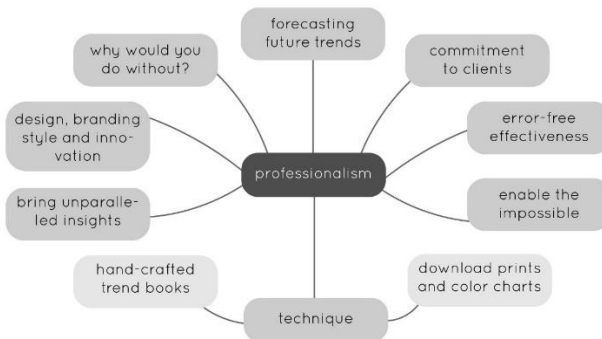 forecasting
future trends
why would you
do without?
commitment
to clients
design, branding
style and inno-
vation
error-free
effectiveness
professionalism
bring unparalle-
led insights
enable the
impossible
hand-crafted
trend books
download prints
and color charts
technique